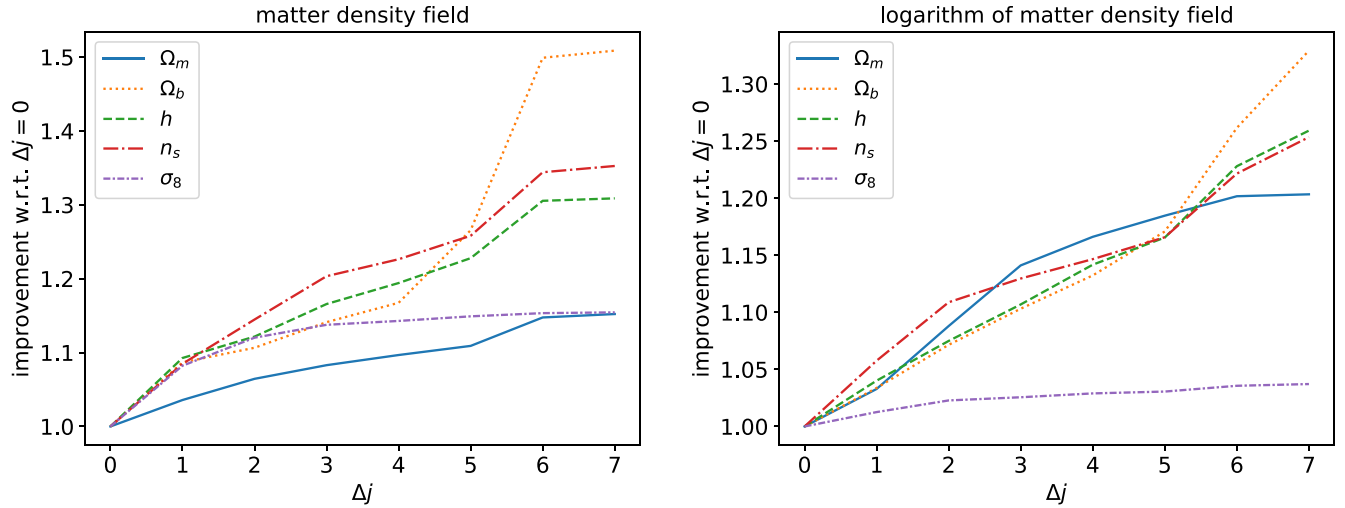 matter density field
improvement w.r.t. Δj = 0
1.5
1.4
1.3
1.2
1.1
1.0
Ωm
Ωb
h
ns
σ8
0 1 2 3 4 5 6 7
Δj
logarithm of matter density field
improvement w.r.t. Δj = 0
1.30
1.25
1.20
1.15
1.10
1.05
1.00
Ωm
Ωb
h
ns
σ8
0 1 2 3 4 5 6 7
Δj